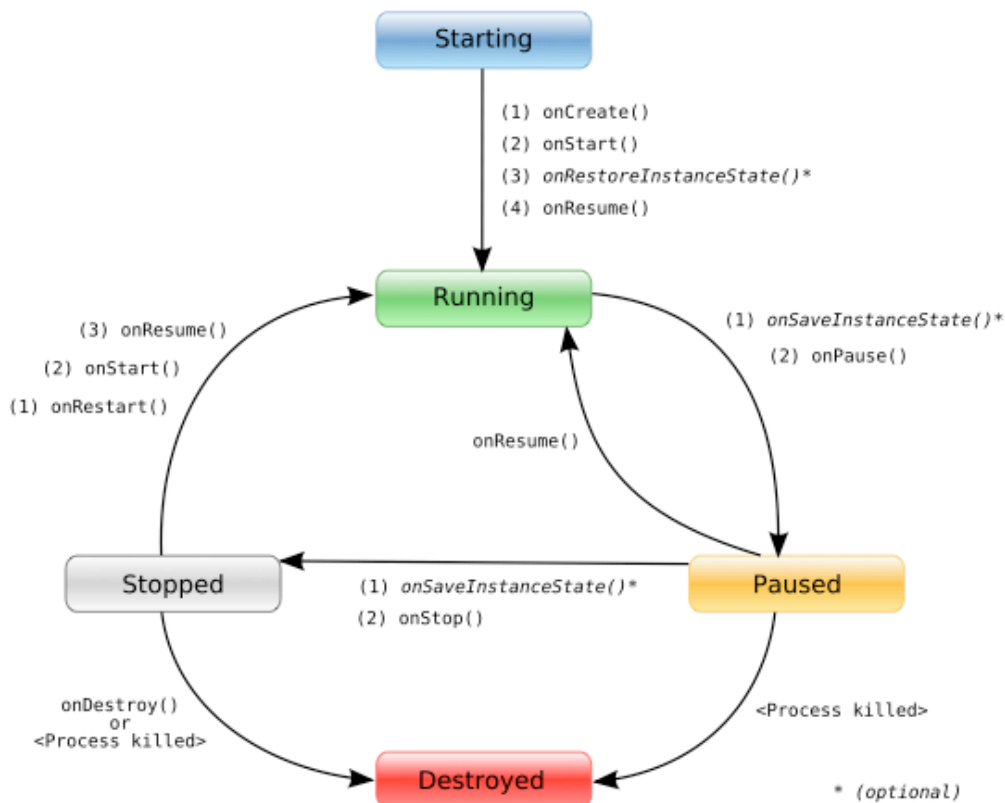 Starting
(1) onCreate()
(2) onStart()
(3) onRestoreInstanceState()*
(4) onResume()
Running
(3) onResume()
(2) onStart()
(1) onRestart()
(1) onSaveInstanceState()*
(2) onPause()
onResume()
Stopped
(1) onSaveInstanceState()*
(2) onStop()
Paused
onDestroy()
or
<Process killed>
<Process killed>
Destroyed
* (optional)